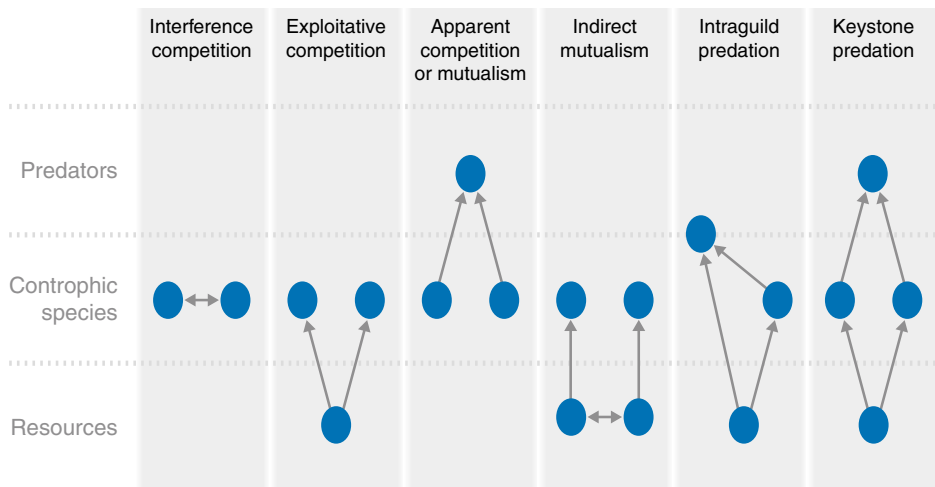 Interference
competition
Exploitative
competition
Apparent
competition
or mutualism
Indirect
mutualism
Intraguild
predation
Keystone
predation
Predators
Controphic
species
Resources